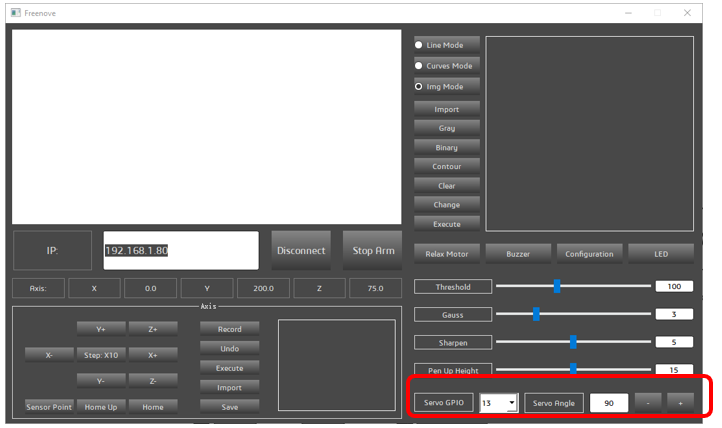 Freenove
Line Mode
Curves Mode
Img Mode
Import
Gray
Binary
Contour
Clear
Change
Execute
IP: 192.168.1.80 Disconnect Stop Arm
Relax Motor Buzzer Configuration LED
Axis: X 0.0 Y 200.0 Z 75.0
Threshold 100
Gauss 3
Sharpen 5
Pen Up Height 15
Servo GPIO 13 Servo Angle 90 - +
Axis
Y+ Z+ Record
Undo
X- Step: X10 X+
Execute
Y- Z- Import
Sensor Point Home Up Home Save